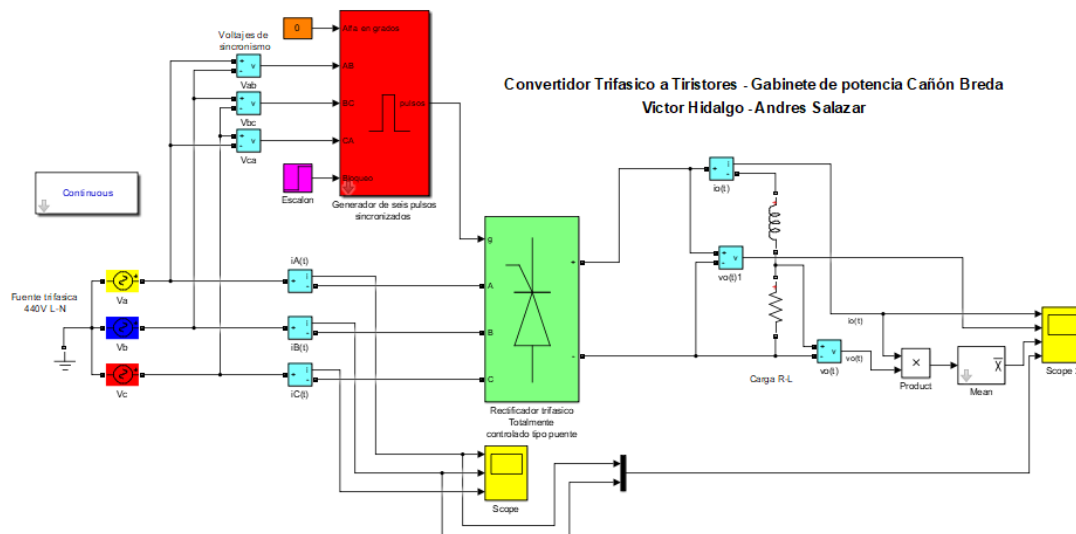 Convertidor Trifasico a Tiristores - Gabinete de potencia Cañón Breda
Victor Hidalgo - Andres Salazar
Voltajes de
sincronismo
0
Alfa en grados
AB
BC
CA
Bloqueo
pulsos
Generador de seis pulsos
sincronizados
+
-
v
Vab
+
-
v
Vbc
+
-
v
Vca
Escalon
Continuous
Fuente trifasica
440V L-N
Va
Vb
Vc
iA(t)
+
i
-
iB(t)
+
i
-
iC(t)
+
i
-
g
A
B
C
+
-
Rectificador trifasico
Totalmente
controlado tipo puente
+
i
-
io(t)
+
-
v
vo(t)1
+
-
v
vo(t)
Carga R-L
io(t)
vo(t)
×
Product
X
Mean
Scope